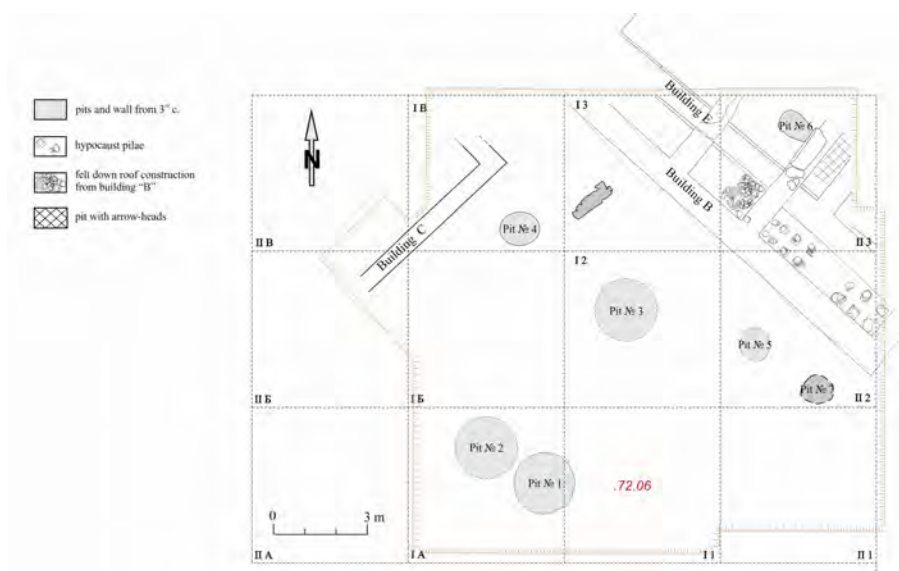 pits and wall from 3" c.
hypocaust pilae
felt down roof construction
from building "B"
pit with arrow-heads
N
I B
I 3
Building E
Pit № 6
Building B
Building C
Pit № 4
II B
II 3
I 2
Pit № 3
Pit № 5
Pit № 7
II Б
I Б
II 2
Pit № 2
Pit № 1
.72.06
0
3 m
II A
I A
I 1
II 1